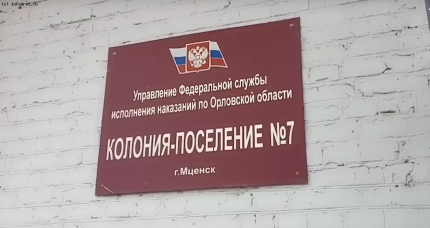 Управление Федеральной службы
исполнения наказаний по Орловской области
КОЛОНИЯ-ПОСЕЛЕНИЕ №7
г.Мценск